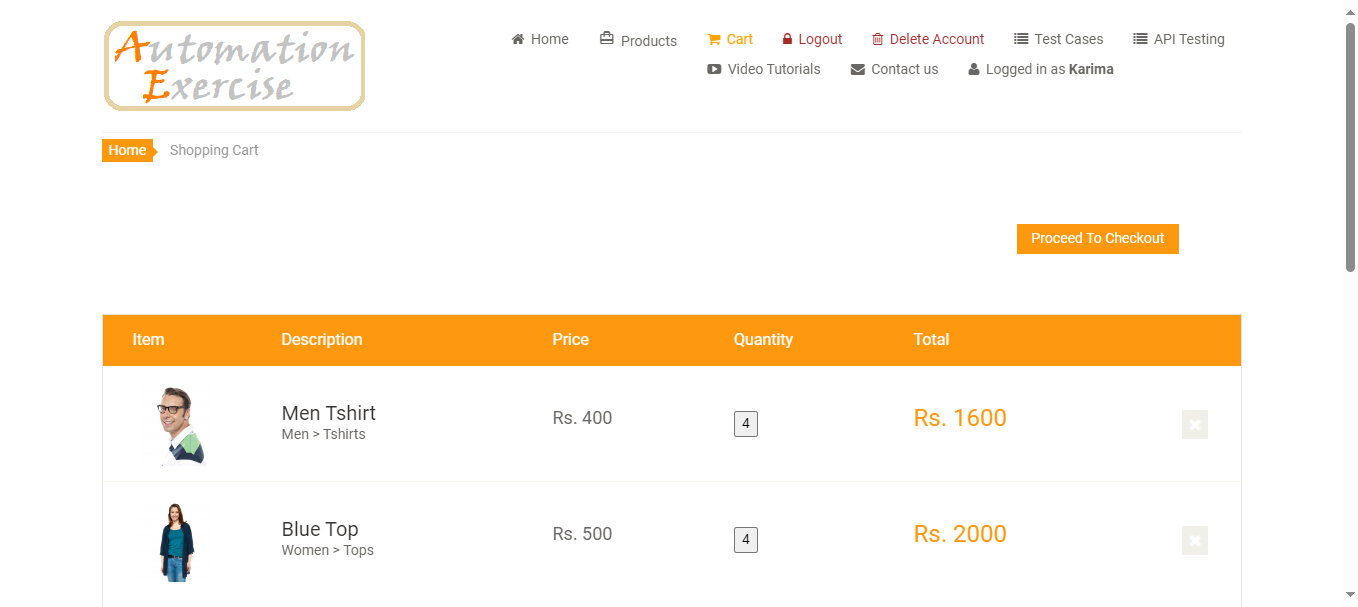 Automation
Exercise
Home Products Cart Logout Delete Account Test Cases API Testing
Video Tutorials Contact us Logged in as Karima
Home Shopping Cart
Proceed To Checkout
Item Description Price Quantity Total
Men Tshirt Rs. 400 4 Rs. 1600
Men > Tshirts
Blue Top Rs. 500 4 Rs. 2000
Women > Tops